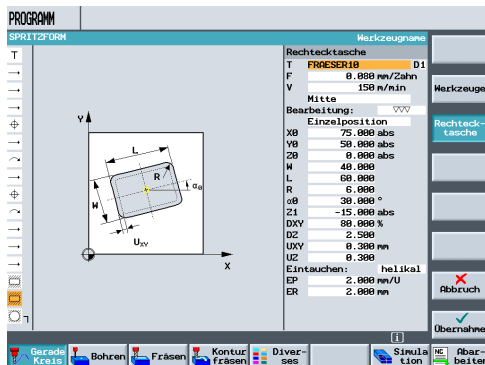 PROGRAMM
SPRITZFORM Werkzeugname
Rechtecktasche
T FRAESER10 D1
F 0.080 mm/Zahn
V 150 m/min
Mitte
Bearbeitung: ▽▽▽
Einzelposition
X0 75.000 abs
Y0 50.000 abs
Z0 0.000 abs
W 40.000
L 60.000
R 6.000
α0 30.000 °
Z1 -15.000 abs
DXY 80.000 %
DZ 2.500
UXY 0.300 mm
UZ 0.300
Eintauchen: helikal
EP 2.000 mm/U
ER 2.000 mm
T
Y
L
R
α0
W
UXY
X
Werkzeuge
Rechteck-
tasche
Abbruch
Übernahme
i
Gerade
Kreis
Bohren
Fräsen
Kontur
fräsen
Diver-
ses
Simula
tion
NC
Abar-
beiten